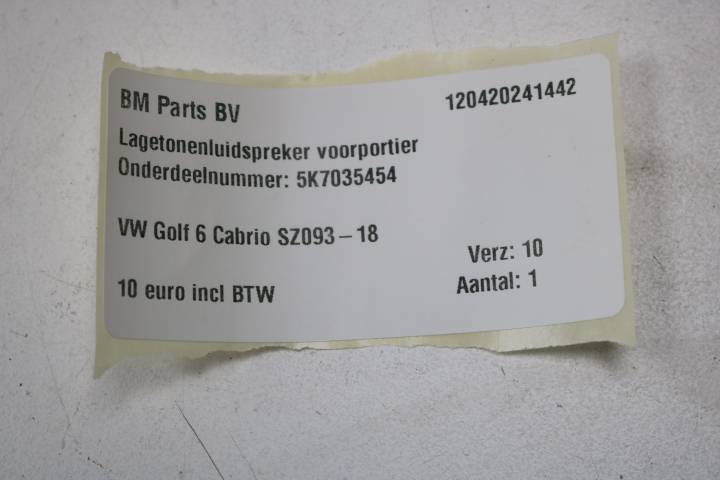 BM Parts BV 120420241442
Lagetonenluidspreker voorportier
Onderdeelnummer: 5K7035454
VW Golf 6 Cabrio SZ093-18
Verz: 10
10 euro incl BTW Aantal: 1